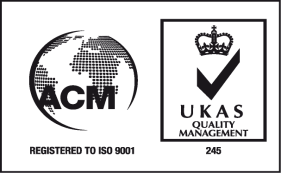 ACM
REGISTERED TO ISO 9001
UKAS
QUALITY
MANAGEMENT
245